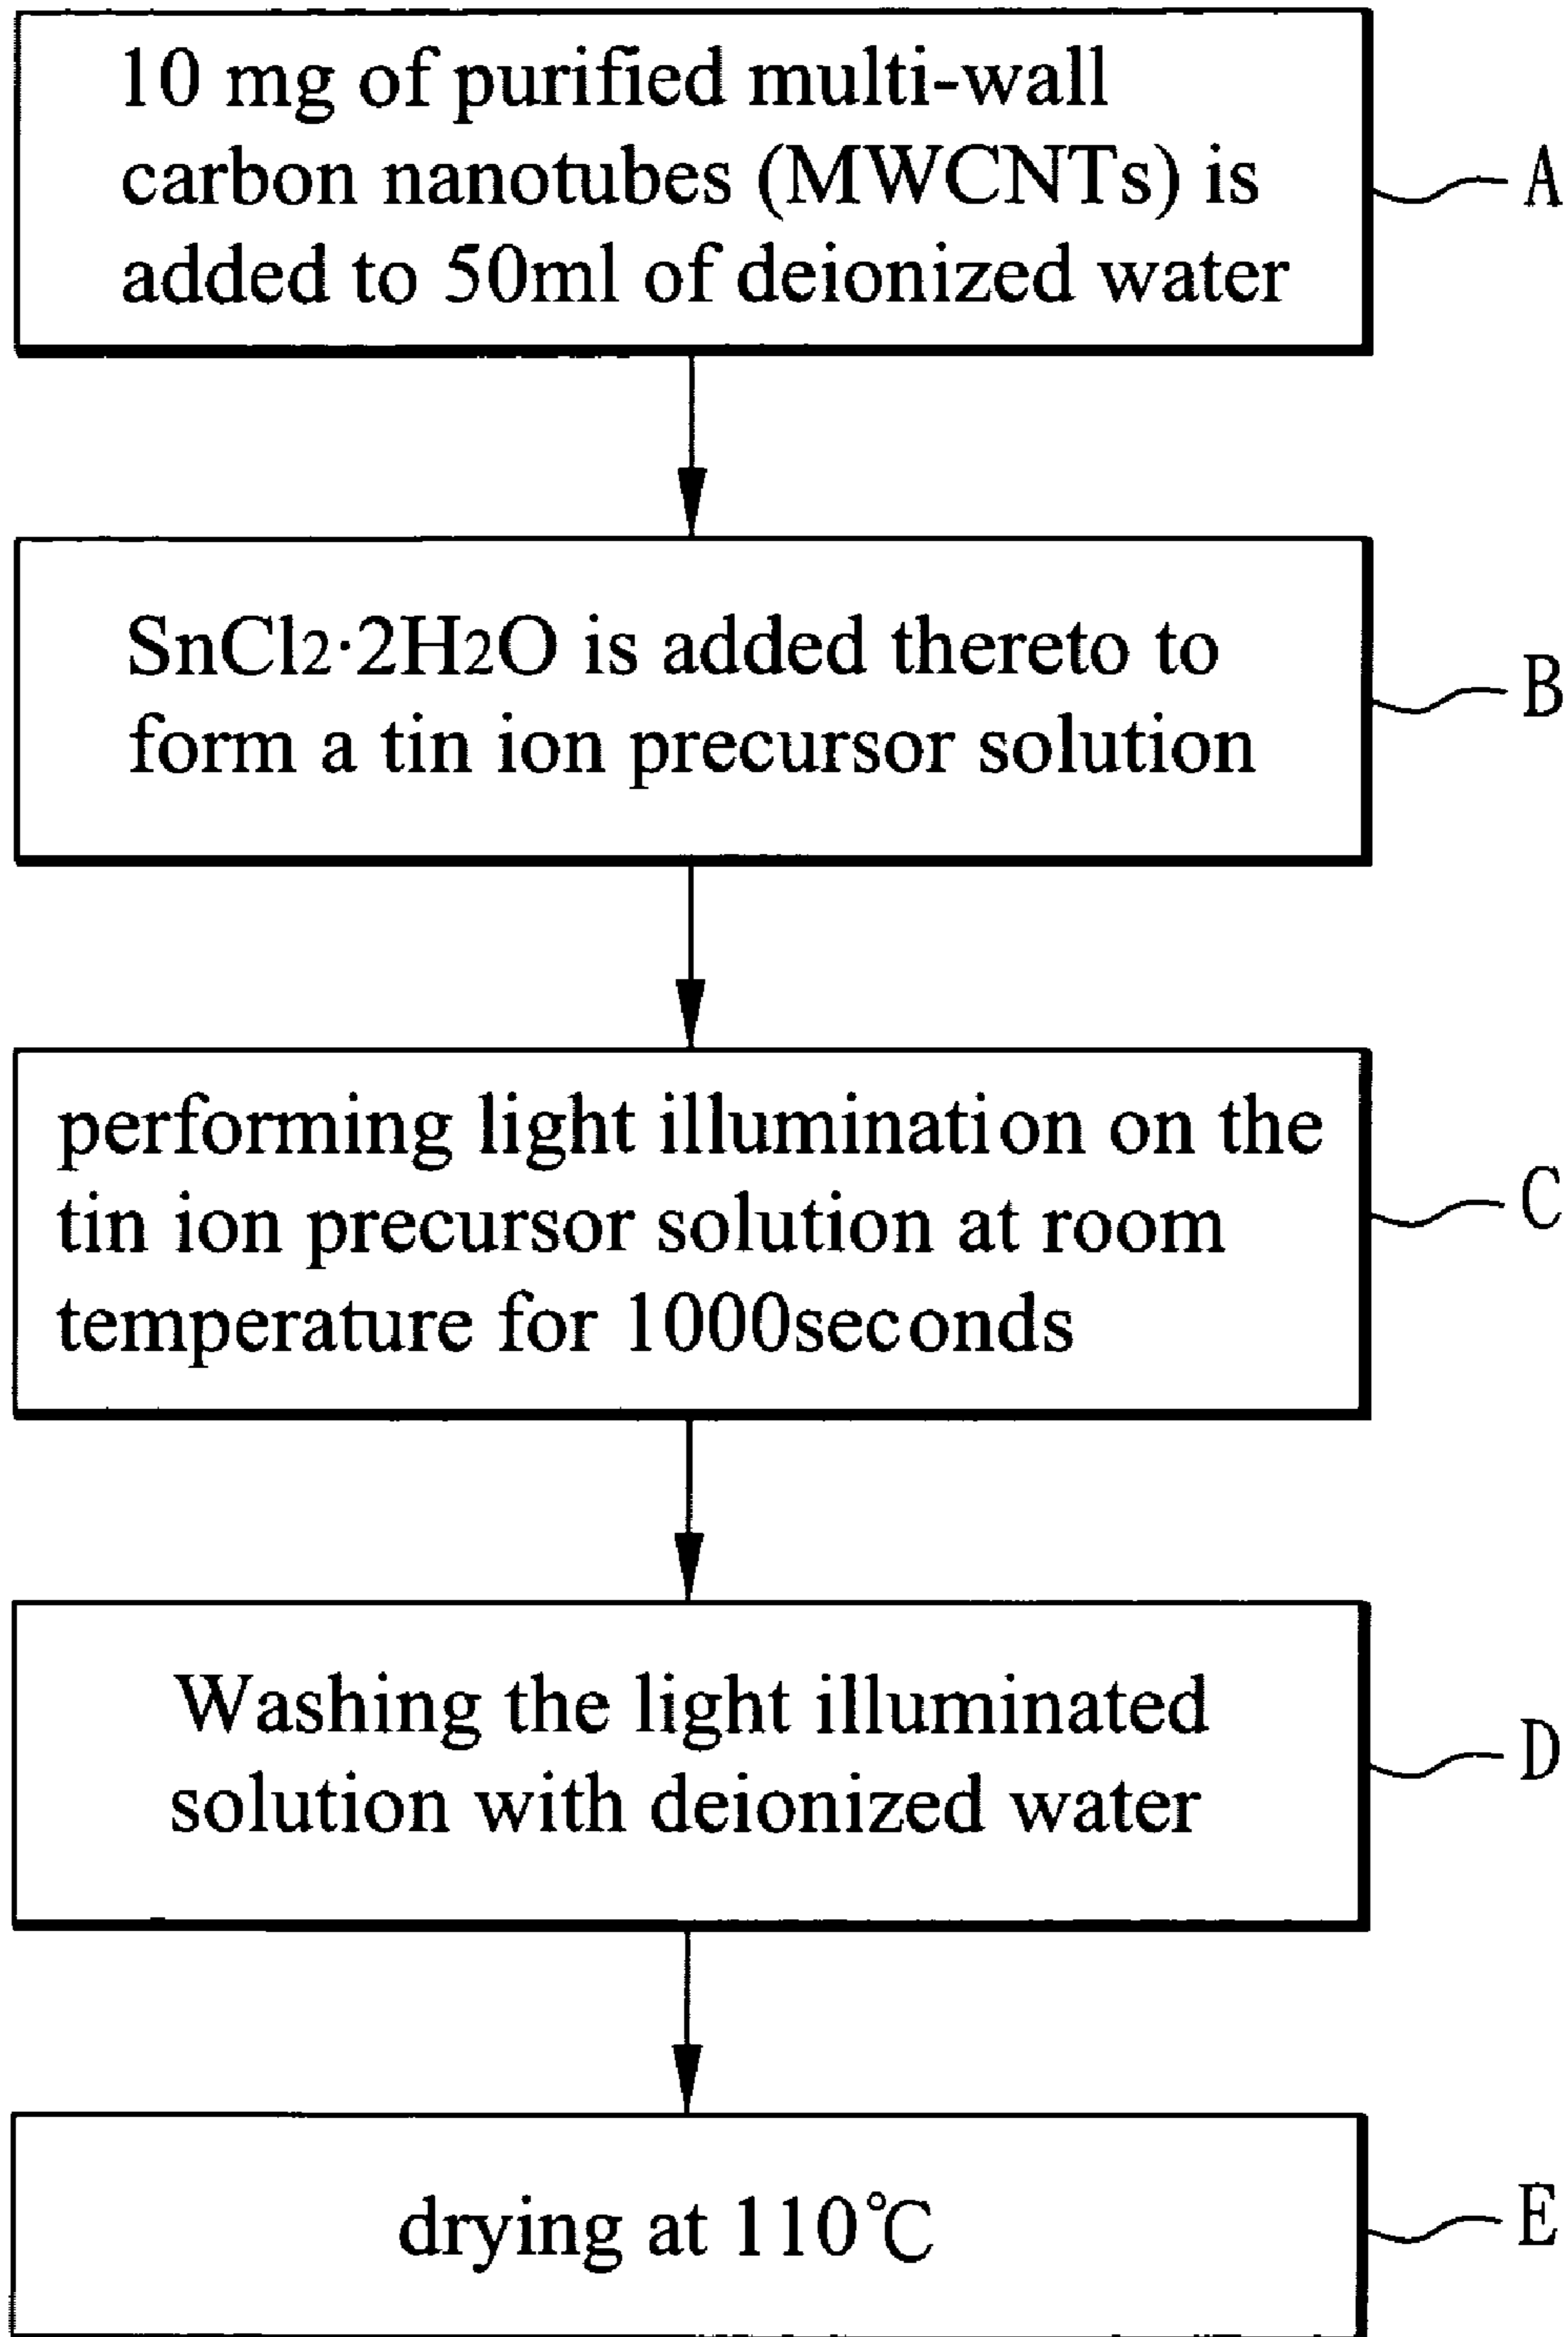 10 mg of purified multi-wall
carbon nanotubes (MWCNTs) is
added to 50ml of deionized water
A
SnCl2·2H2O is added thereto to
form a tin ion precursor solution
B
performing light illumination on the
tin ion precursor solution at room
temperature for 1000seconds
C
Washing the light illuminated
solution with deionized water
D
drying at 110℃
E